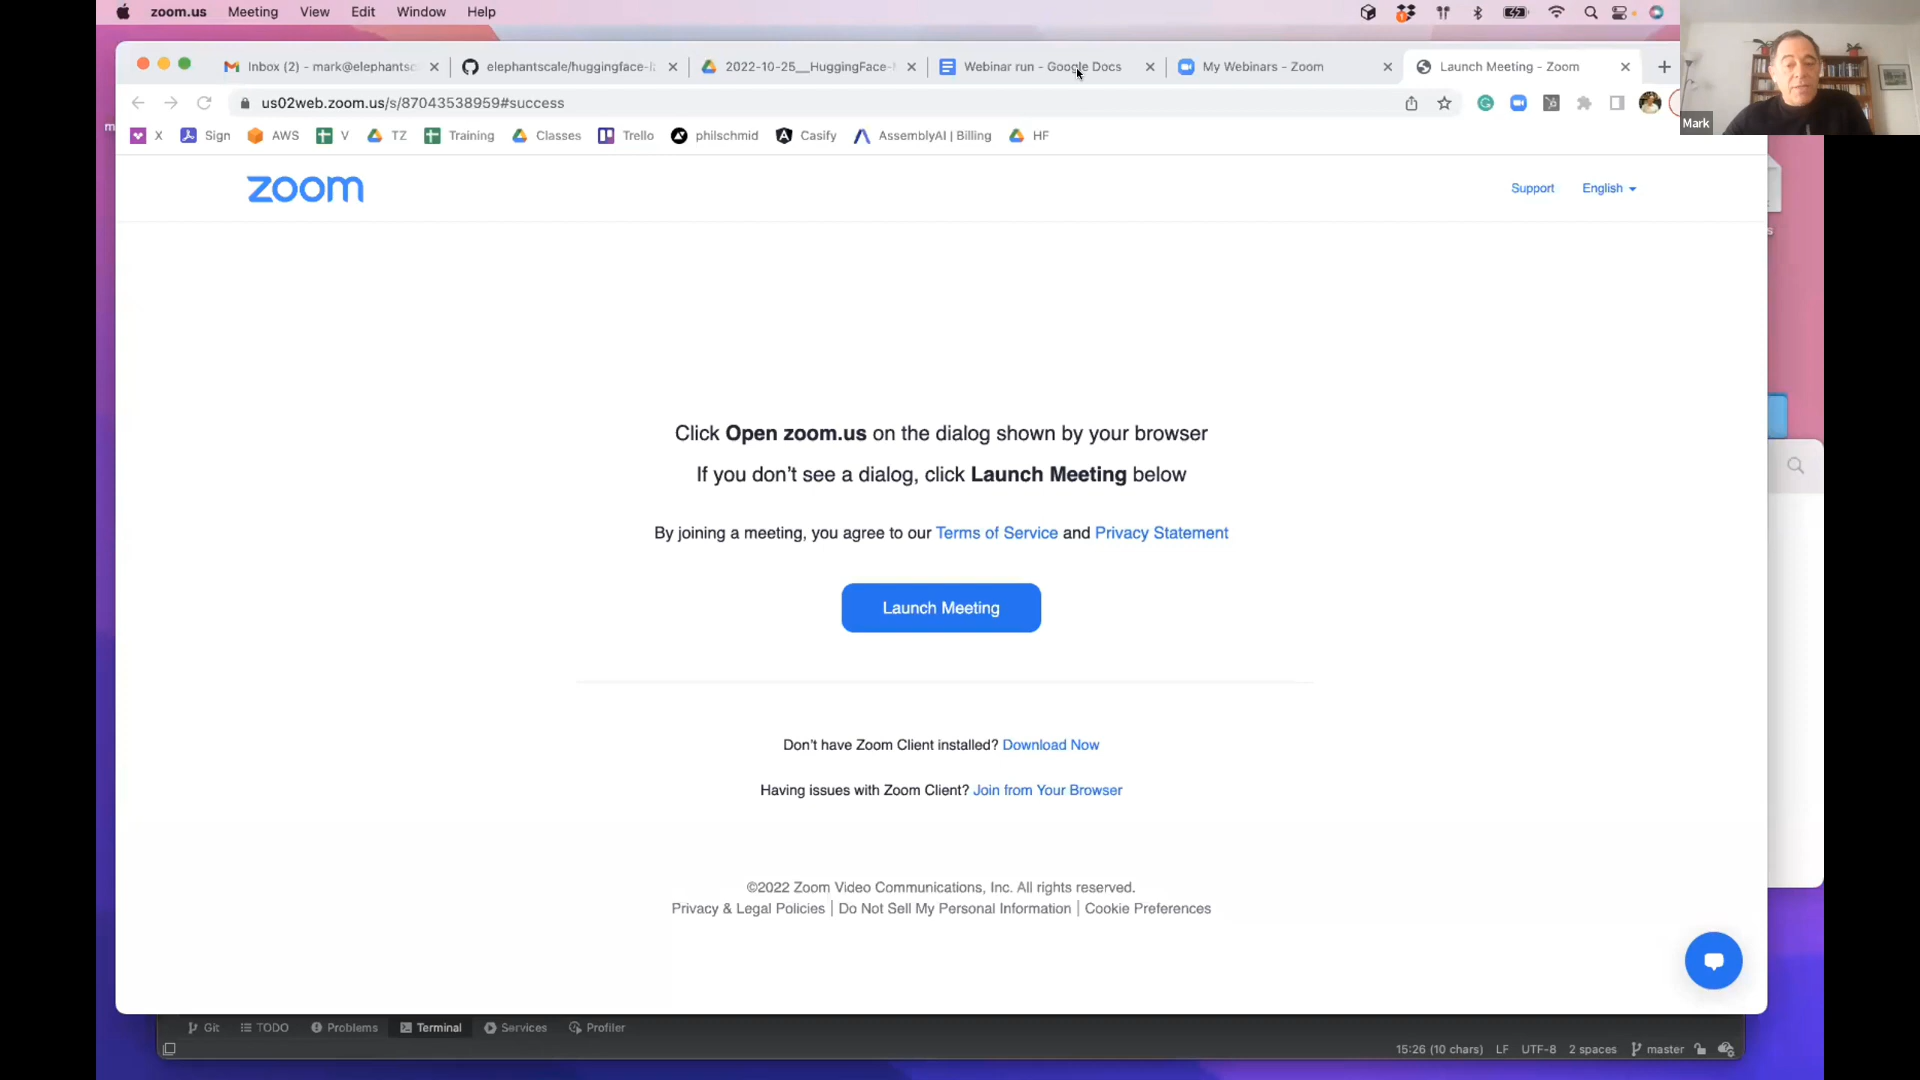 zoom.us Meeting View Edit Window Help
Inbox (2) - mark@elephantsc
elephantscale/huggingface-l
2022-10-25__HuggingFace-
Webinar run - Google Docs
My Webinars - Zoom
Launch Meeting - Zoom
us02web.zoom.us/s/87043538959#success
X Sign AWS V TZ Training Classes Trello philschmid Casify AssemblyAI | Billing HF
Mark
zoom
Support English
Click Open zoom.us on the dialog shown by your browser
If you don’t see a dialog, click Launch Meeting below
By joining a meeting, you agree to our Terms of Service and Privacy Statement
Launch Meeting
Don’t have Zoom Client installed? Download Now
Having issues with Zoom Client? Join from Your Browser
©2022 Zoom Video Communications, Inc. All rights reserved.
Privacy & Legal Policies | Do Not Sell My Personal Information | Cookie Preferences
Git TODO Problems Terminal Services Profiler
15:26 (10 chars) LF UTF-8 2 spaces master